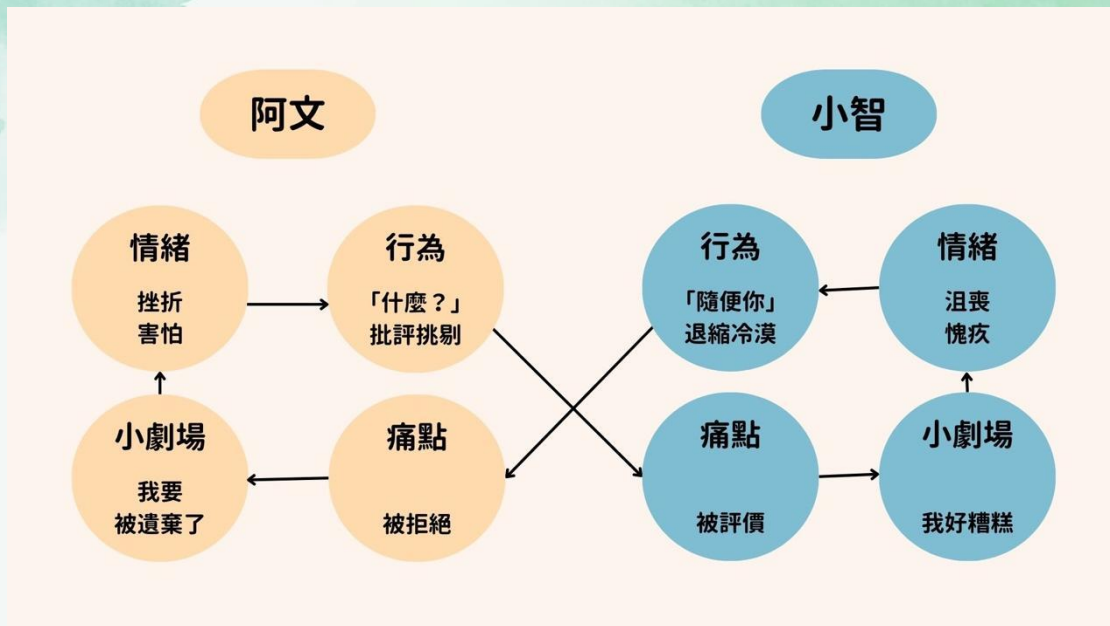 阿文
小智
情緒
挫折
害怕
行為
「什麼？」
批評挑剔
行為
「隨便你」
退縮冷漠
情緒
沮喪
愧疚
小劇場
我要
被遺棄了
痛點
被拒絕
痛點
被評價
小劇場
我好糟糕